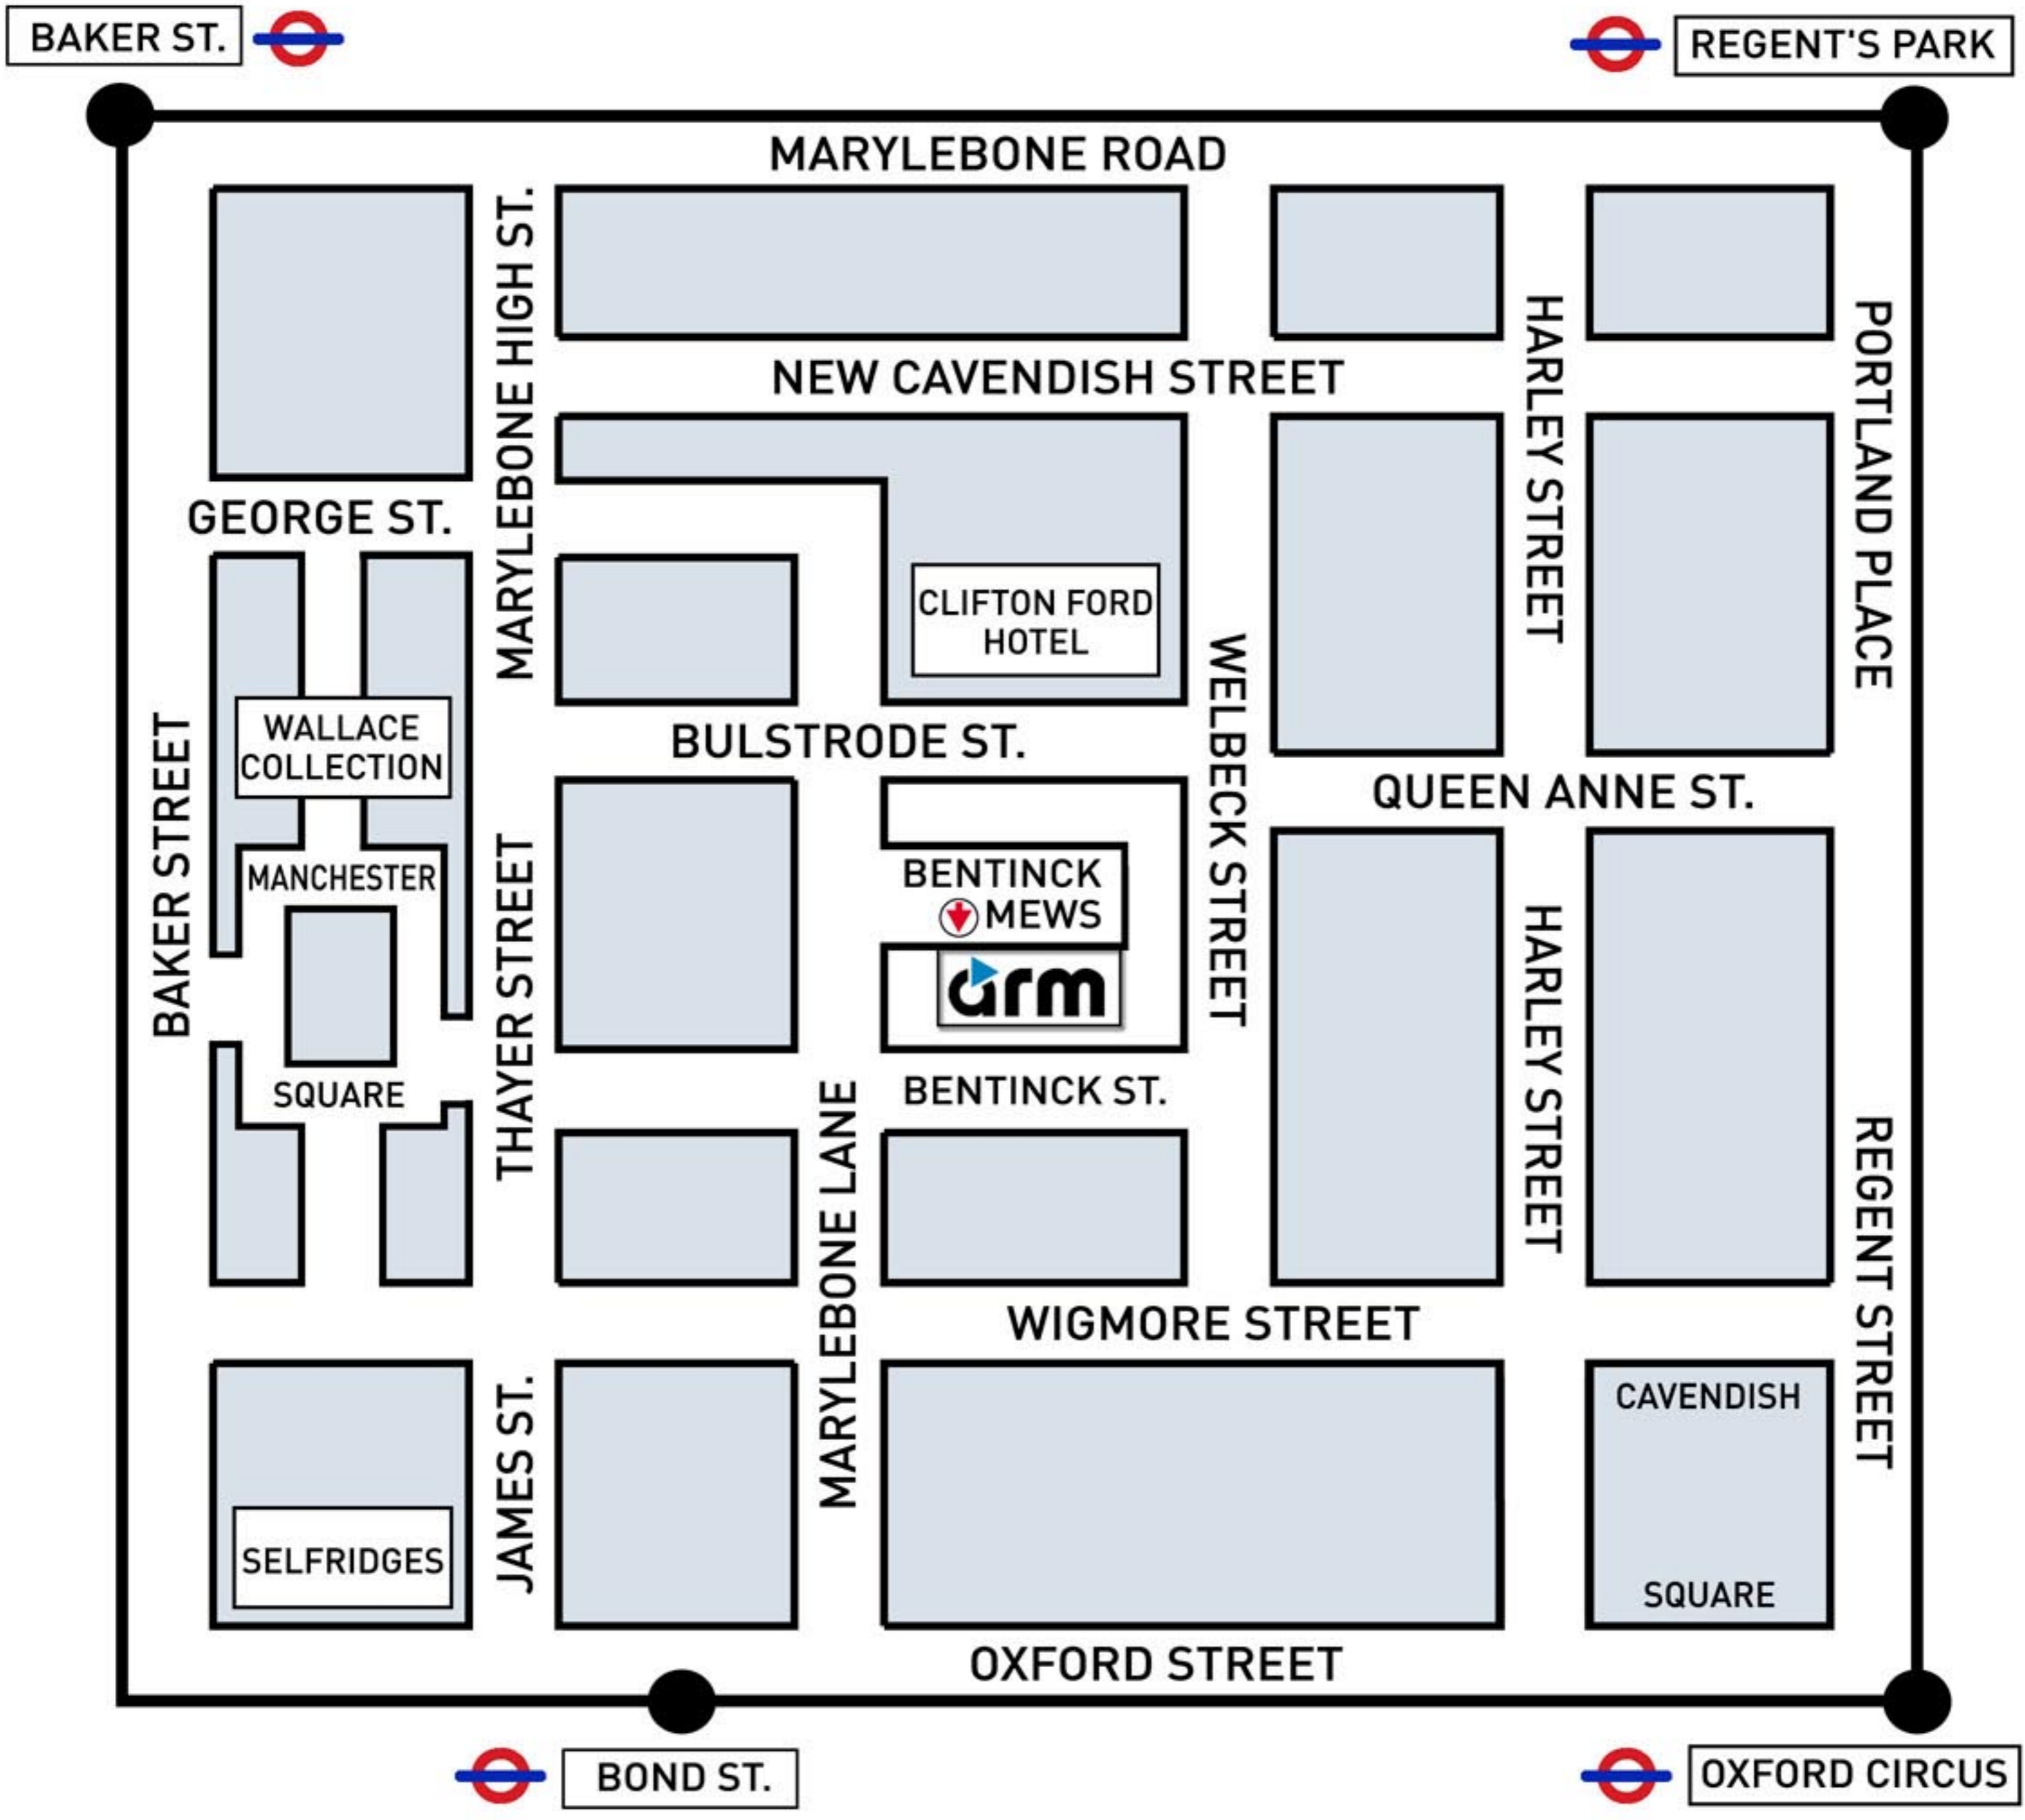 BAKER ST.
REGENT'S PARK
MARYLEBONE ROAD
MARYLEBONE HIGH ST.
NEW CAVENDISH STREET
HARLEY STREET
PORTLAND PLACE
GEORGE ST.
CLIFTON FORD
HOTEL
WELBECK STREET
WALLACE
COLLECTION
BULSTRODE ST.
QUEEN ANNE ST.
BAKER STREET
MANCHESTER
SQUARE
THAYER STREET
BENTINCK
MEWS
arm
HARLEY STREET
BENTINCK ST.
MARYLEBONE LANE
REGENT STREET
WIGMORE STREET
JAMES ST.
CAVENDISH
SQUARE
SELFRIDGES
OXFORD STREET
BOND ST.
OXFORD CIRCUS